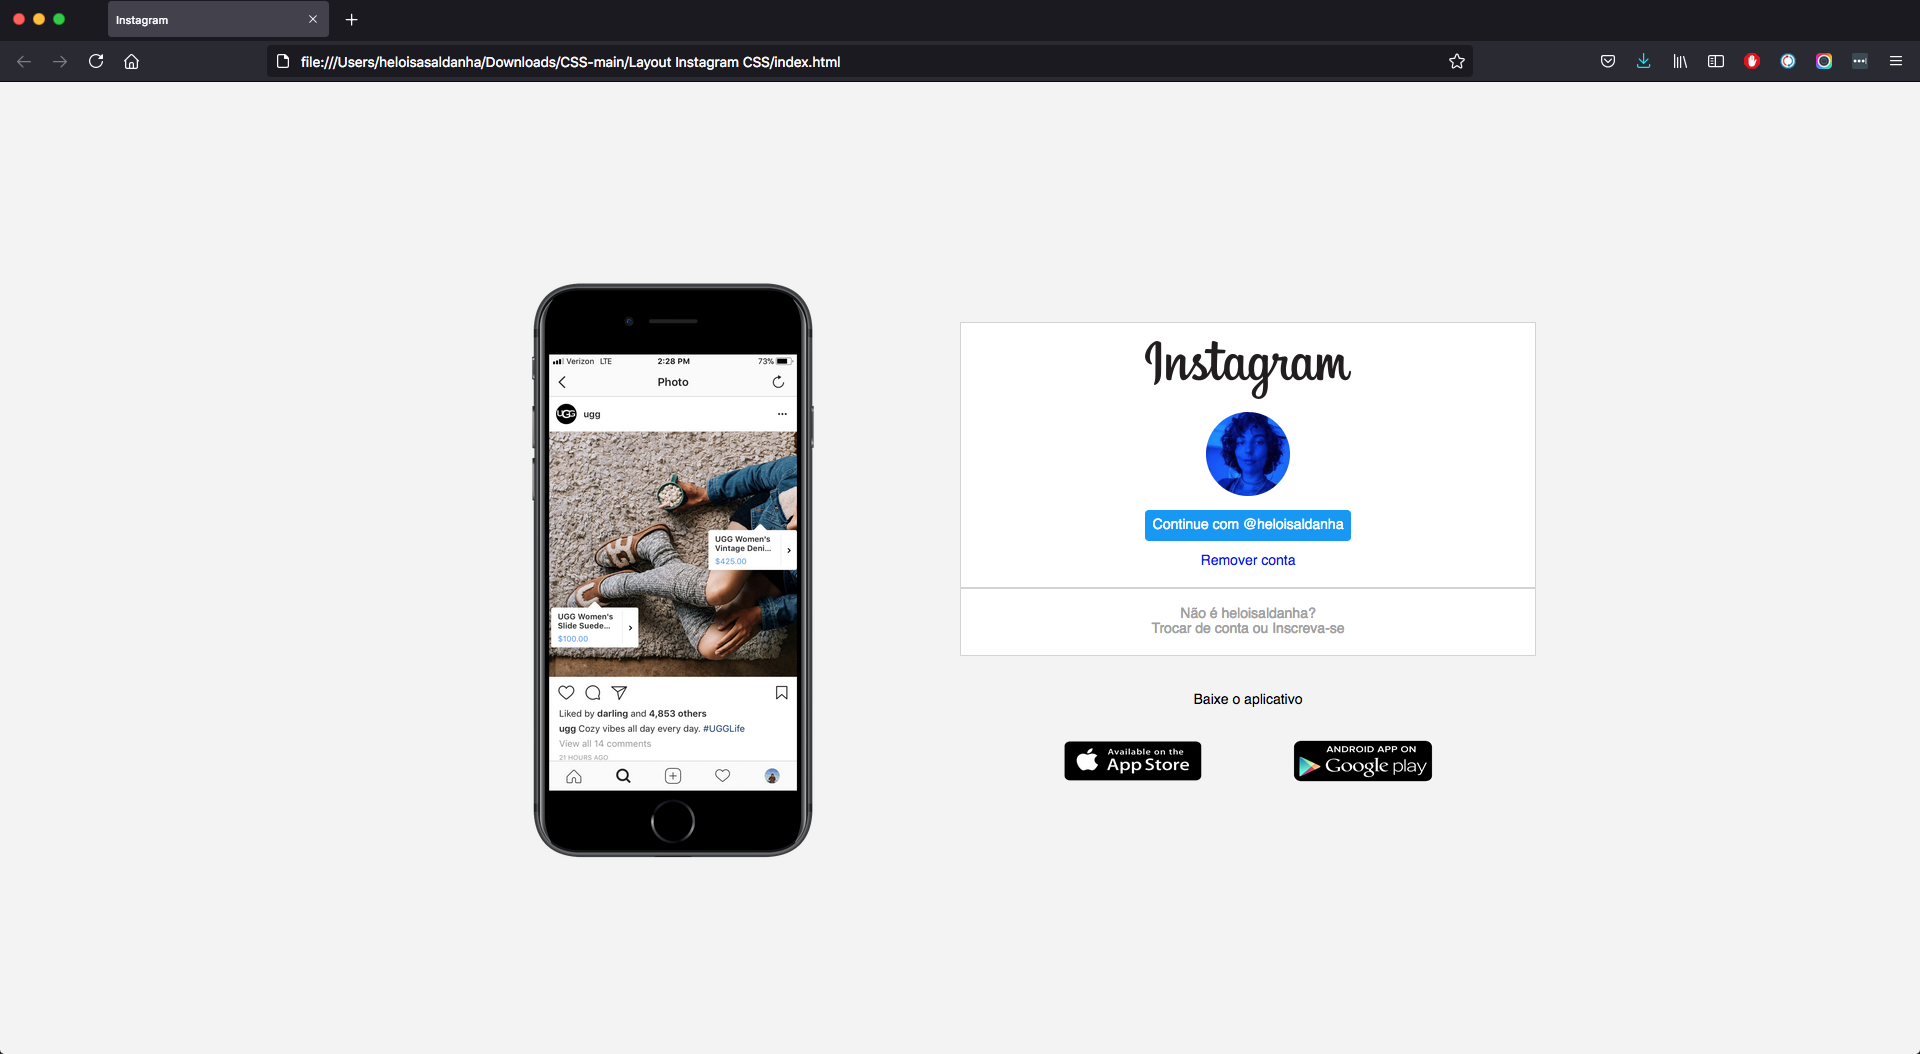 Instagram
file:///Users/heloisasaldanha/Downloads/CSS-main/Layout Instagram CSS/index.html
Verizon LTE 2:28 PM 73%
Photo
UGG ugg
UGG Women's
Vintage Deni...
$425.00
UGG Women's
Slide Suede...
$100.00
Liked by darling and 4,853 others
ugg Cozy vibes all day every day. #UGGLife
View all 14 comments
21 HOURS AGO
Instagram
Continue com @heloisaldanha
Remover conta
Não é heloisaldanha?
Trocar de conta ou Inscreva-se
Baixe o aplicativo
Available on the
App Store
ANDROID APP ON
Google play